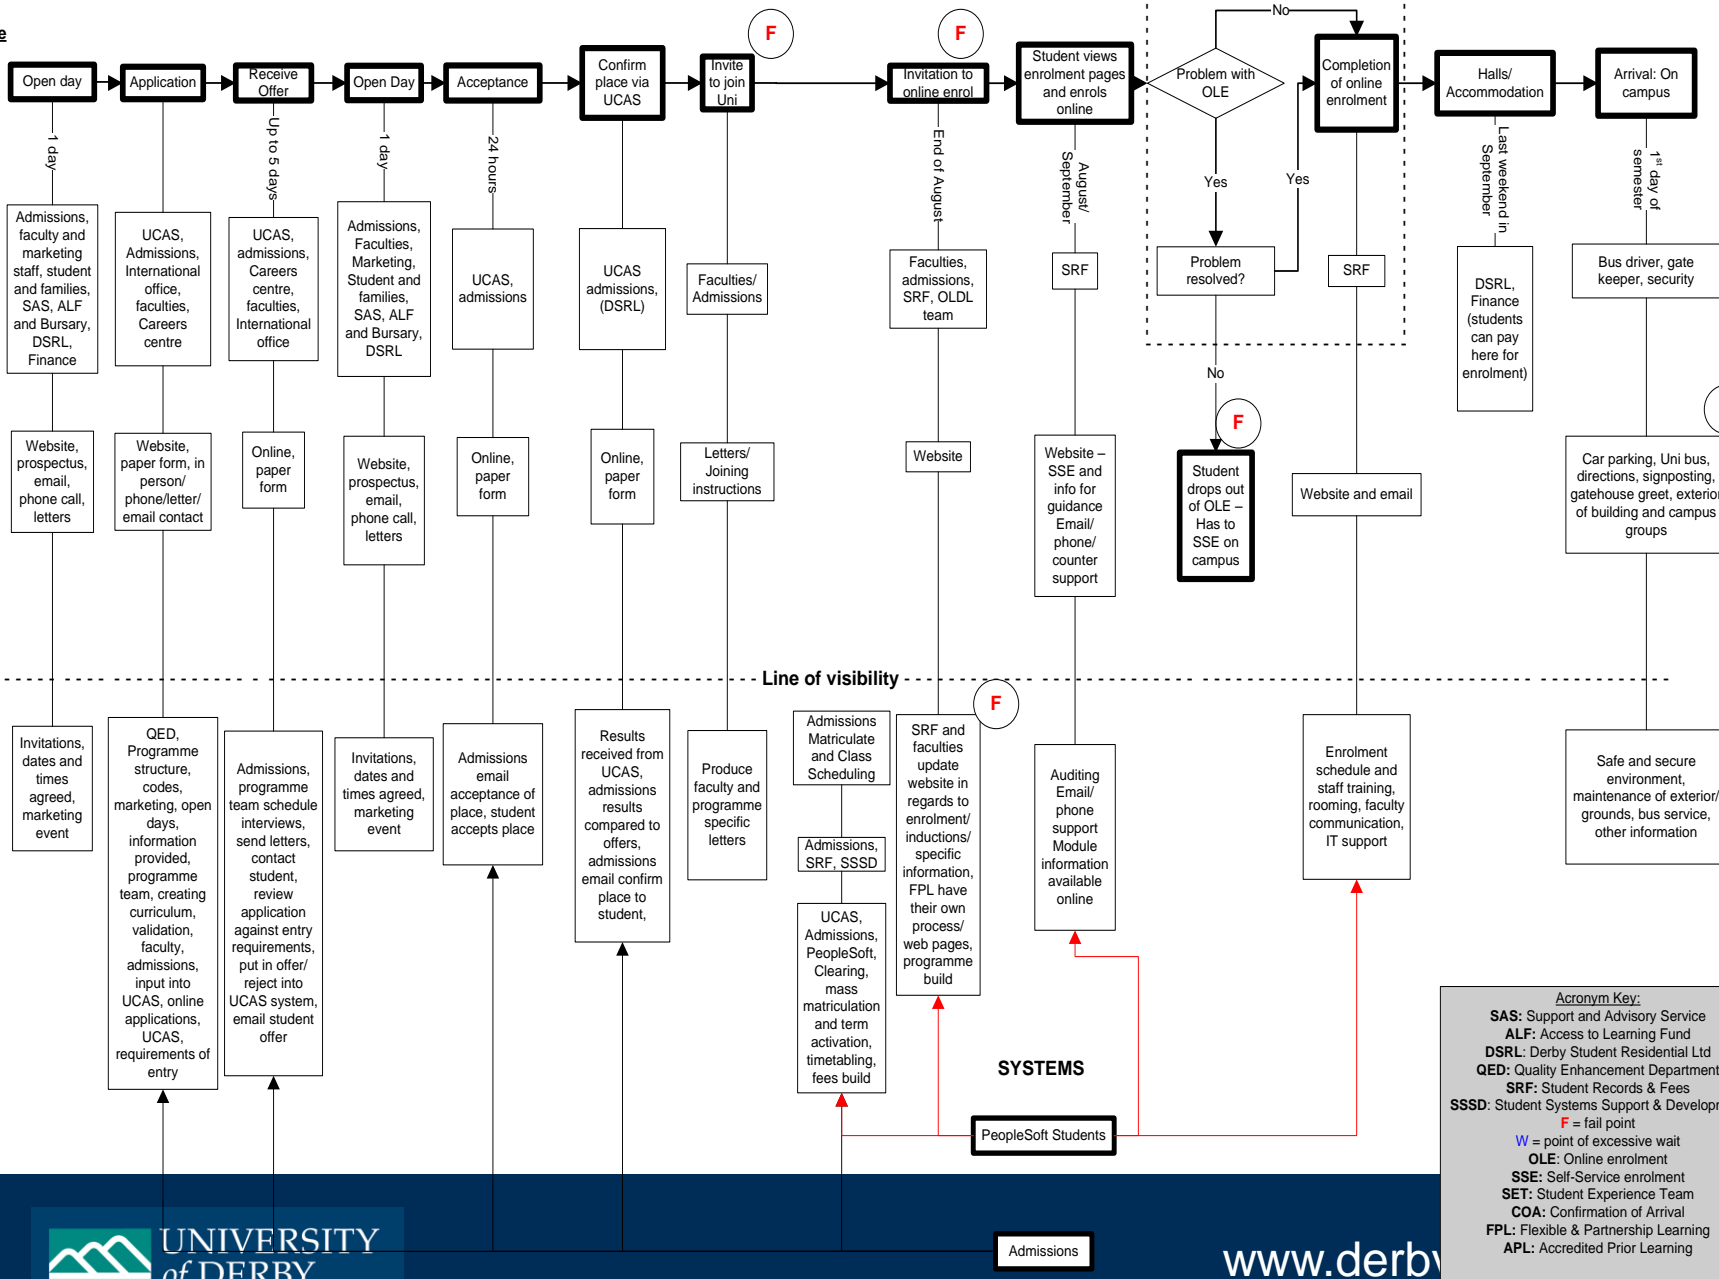 e
F
F
Open day
Application
Receive
Offer
Open Day
Acceptance
Confirm
place via
UCAS
Invite
to join
Uni
Invitation to
online enrol
Student views
enrolment pages
and enrols
online
Problem with
OLE
No
Completion
of online
enrolment
Halls/
Accommodation
Arrival: On
campus
1 day
Up to 5 days
1 day
24 hours
End of August
August/
September
Yes
Yes
Last weekend in
September
1st day of
semester
Admissions,
faculty and
marketing
staff, student
and families,
SAS, ALF
and Bursary,
DSRL,
Finance
UCAS,
Admissions,
International
office,
faculties,
Careers
centre
UCAS,
admissions,
Careers
centre,
faculties,
International
office
Admissions,
Faculties,
Marketing,
Student and
families,
SAS, ALF
and Bursary,
DSRL
UCAS,
admissions
UCAS
admissions,
(DSRL)
Faculties/
Admissions
Faculties,
admissions,
SRF, OLDL
team
SRF
Problem
resolved?
SRF
DSRL,
Finance
(students
can pay
here for
enrolment)
Bus driver, gate
keeper, security
No
F
Website,
prospectus,
email,
phone call,
letters
Website,
paper form, in
person/
phone/letter/
email contact
Online,
paper
form
Website,
prospectus,
email,
phone call,
letters
Online,
paper
form
Online,
paper
form
Letters/
Joining
instructions
Website
Website –
SSE and
info for
guidance
Email/
phone/
counter
support
Student
drops out
of OLE –
Has to
SSE on
campus
Website and email
Car parking, Uni bus,
directions, signposting,
gatehouse greet, exterior
of building and campus
groups
Line of visibility
F
Invitations,
dates and
times
agreed,
marketing
event
QED,
Programme
structure,
codes,
marketing, open
days,
information
provided,
programme
team, creating
curriculum,
validation,
faculty,
admissions,
input into
UCAS, online
applications,
UCAS,
requirements of
entry
Admissions,
programme
team schedule
interviews,
send letters,
contact
student,
review
application
against entry
requirements,
put in offer/
reject into
UCAS system,
email student
offer
Invitations,
dates and
times agreed,
marketing
event
Admissions
email
acceptance of
place, student
accepts place
Results
received from
UCAS,
admissions
results
compared to
offers,
admissions
email confirm
place to
student,
Produce
faculty and
programme
specific
letters
Admissions
Matriculate
and Class
Scheduling
Admissions,
SRF, SSSD
UCAS,
Admissions,
PeopleSoft,
Clearing,
mass
matriculation
and term
activation,
timetabling,
fees build
SRF and
faculties
update
website in
regards to
enrolment/
inductions/
specific
information,
FPL have
their own
process/
web pages,
programme
build
Auditing
Email/
phone
support
Module
information
available
online
Enrolment
schedule and
staff training,
rooming, faculty
communication,
IT support
Safe and secure
environment,
maintenance of exterior/
grounds, bus service,
other information
SYSTEMS
PeopleSoft Students
Admissions
Acronym Key:
SAS: Support and Advisory Service
ALF: Access to Learning Fund
DSRL: Derby Student Residential Ltd
QED: Quality Enhancement Department
SRF: Student Records & Fees
SSSD: Student Systems Support & Develop
F = fail point
W = point of excessive wait
OLE: Online enrolment
SSE: Self-Service enrolment
SET: Student Experience Team
COA: Confirmation of Arrival
FPL: Flexible & Partnership Learning
APL: Accredited Prior Learning
UNIVERSITY
of DERBY
www.derby